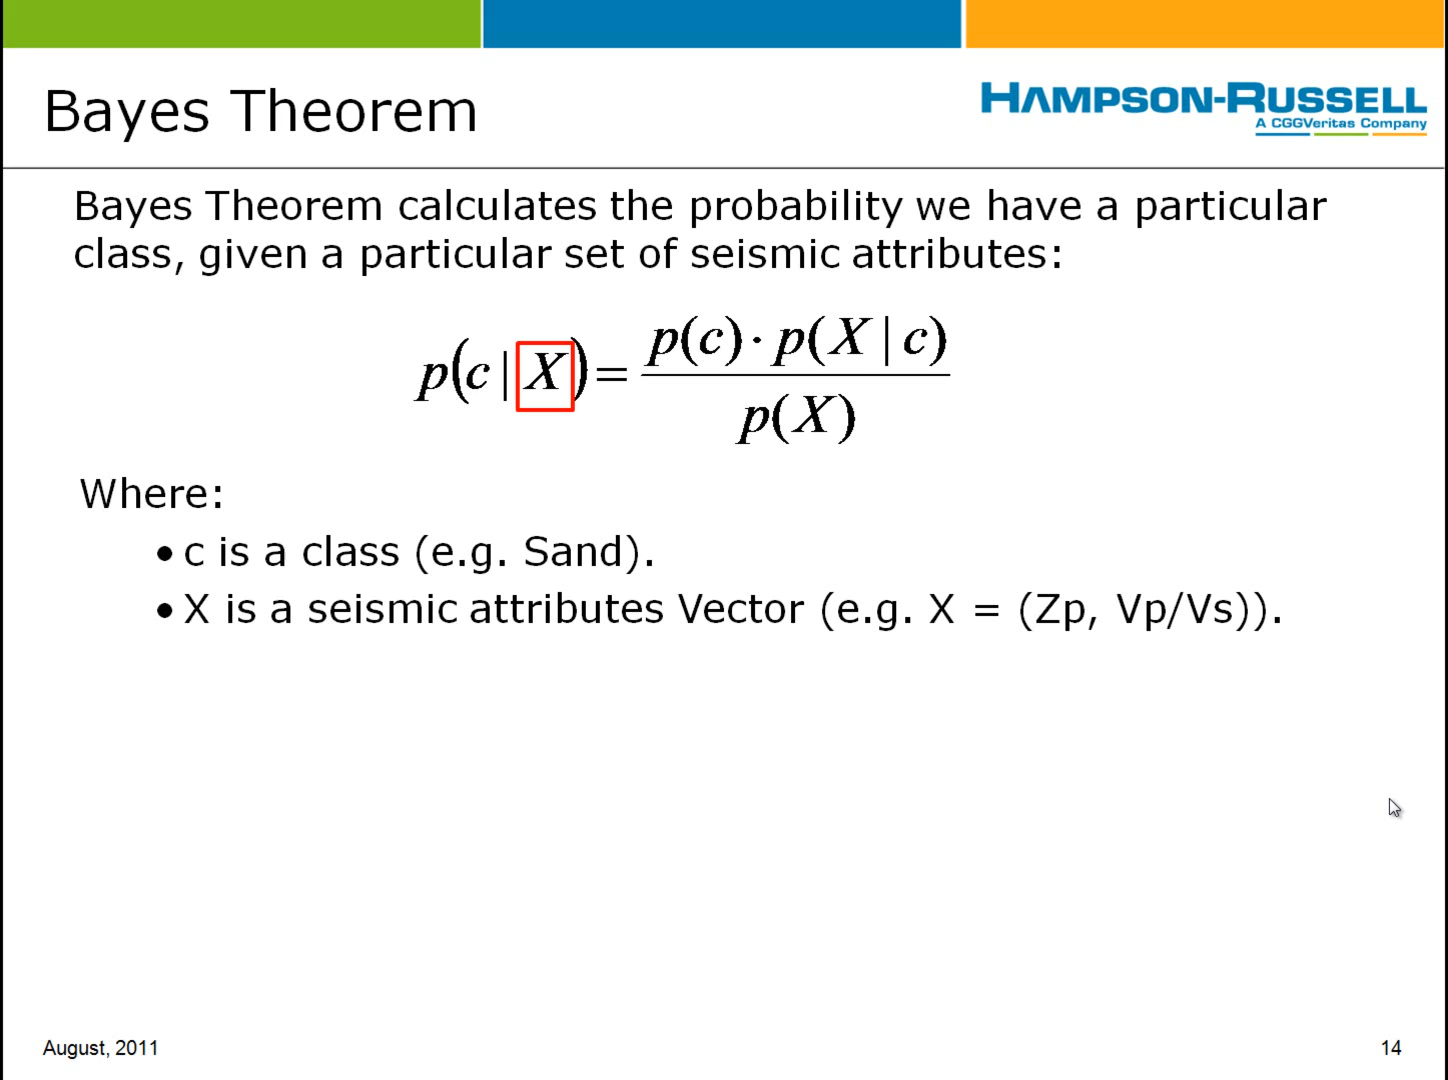 Bayes Theorem
HAMPSON-RUSSELL
A CGGVeritas Company
Bayes Theorem calculates the probability we have a particular
class, given a particular set of seismic attributes:
p(c | X) = p(c) · p(X | c) / p(X)
Where:
• c is a class (e.g. Sand).
• X is a seismic attributes Vector (e.g. X = (Zp, Vp/Vs)).
August, 2011
14